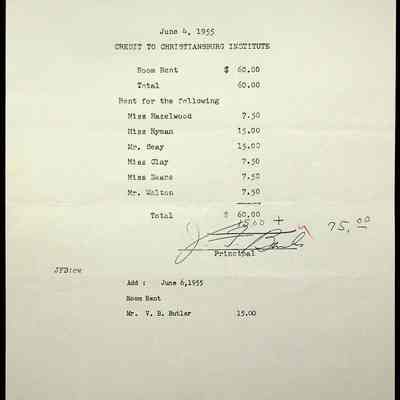 June 4, 1955
CREDIT TO CHRISTIANSBURG INSTITUTE
Room Rent $ 60.00
Total 60.00
Rent for the following
Miss Hazelwood 7.50
Miss Hyman 15.00
Mr. Seay 15.00
Miss Clay 7.50
Miss Sears 7.50
Mr. Walton 7.50
Total $ 60.00
15.00 + 75.00
Principal
JFB:cw
Add : June 6,1955
Room Rent
Mr. V. B. Butler 15.00